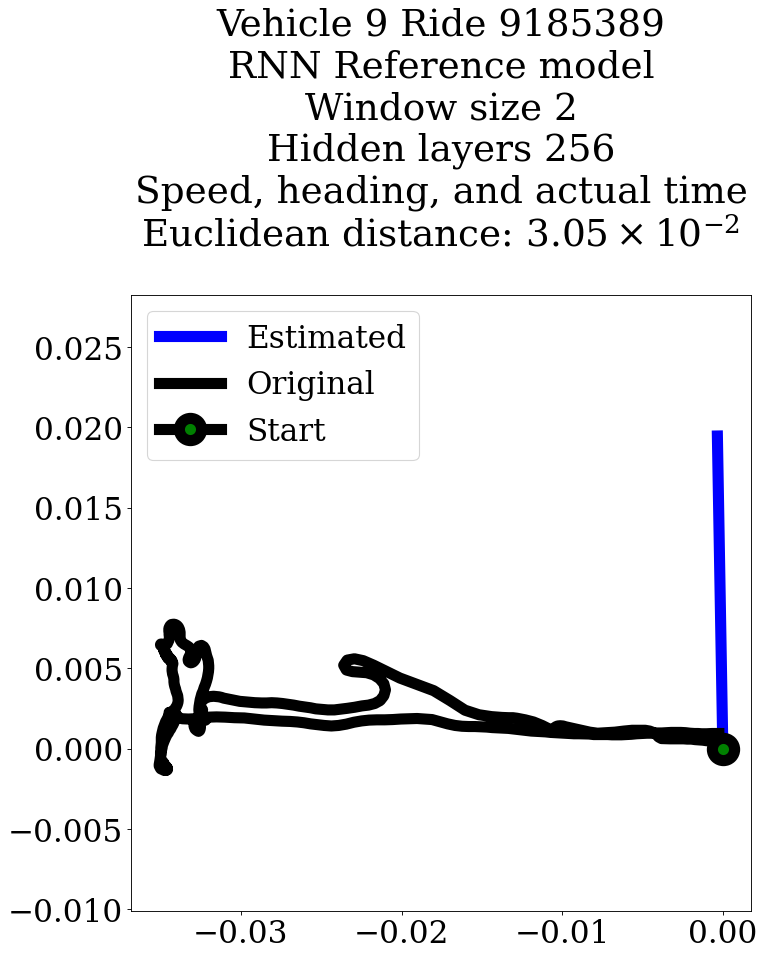 Vehicle 9 Ride 9185389
RNN Reference model
Window size 2
Hidden layers 256
Speed, heading, and actual time
Euclidean distance: 3.05 × 10⁻²
Estimated
Original
Start
0.025
0.020
0.015
0.010
0.005
0.000
−0.005
−0.010
−0.03
−0.02
−0.01
0.00